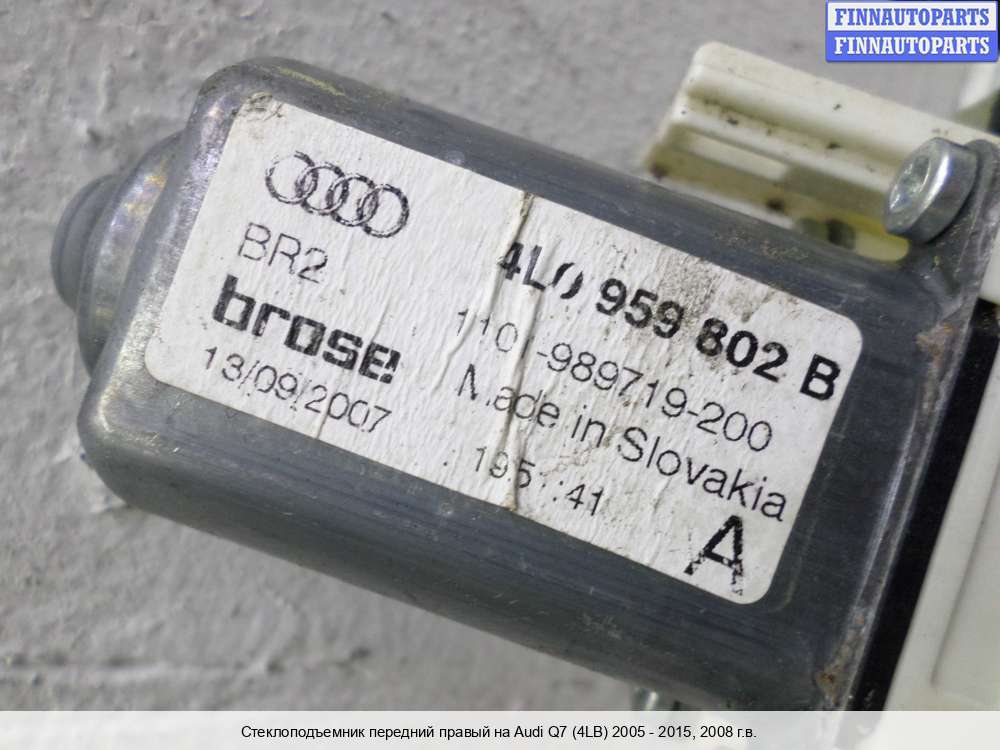 FINNAUTOPARTS
FINNAUTOPARTS
BR2
brose
13/09/2007
4L0 959 802 B
1101-989719-200
Made in Slovakia
A
Стеклоподъемник передний правый на Audi Q7 (4LB) 2005 - 2015, 2008 г.в.